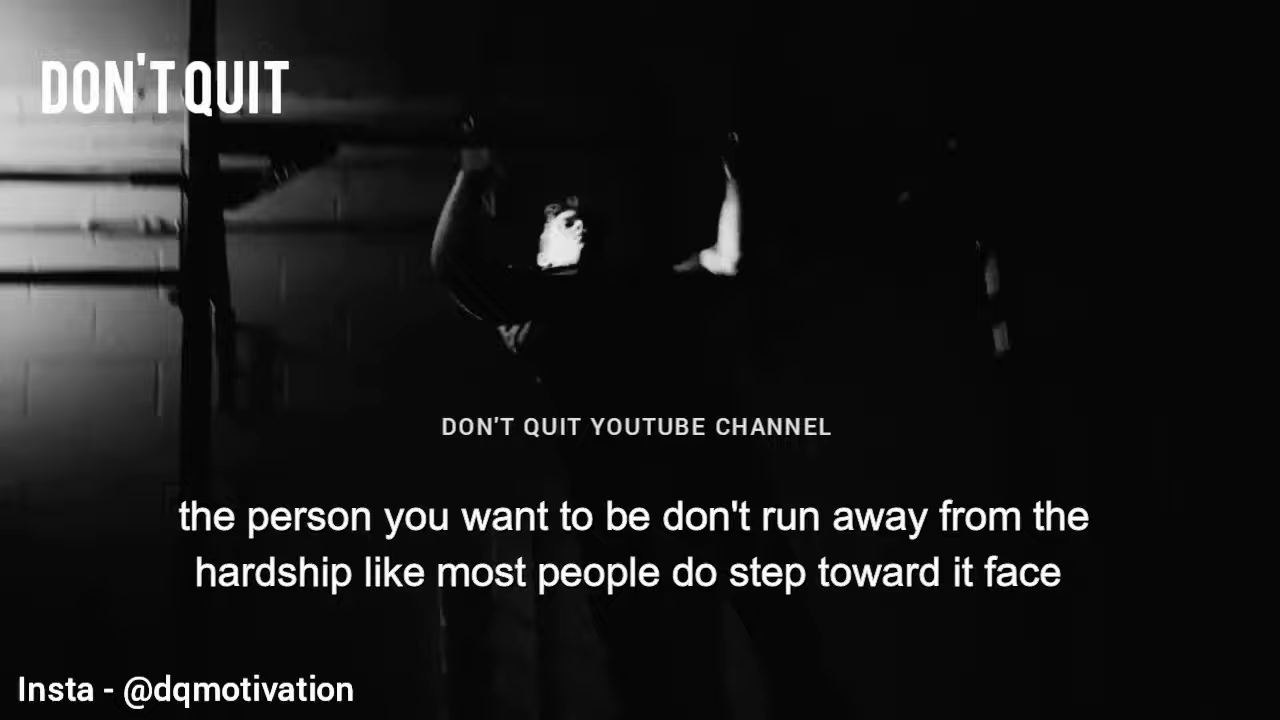 DON'T QUIT
DON'T QUIT YOUTUBE CHANNEL
the person you want to be don't run away from the
hardship like most people do step toward it face
Insta - @dqmotivation